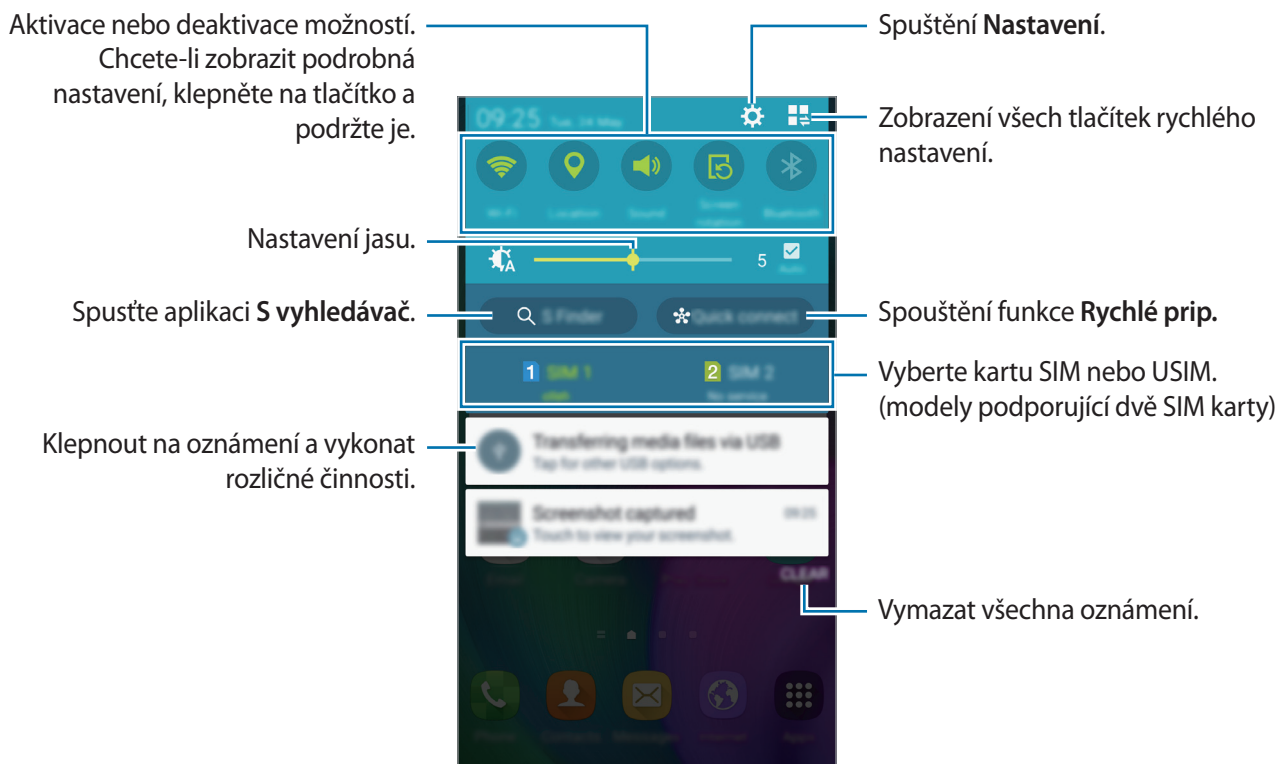 Aktivace nebo deaktivace možností.
Chcete-li zobrazit podrobná
nastavení, klepněte na tlačítko a
podržte je.
Spuštění Nastavení.
Zobrazení všech tlačítek rychlého
nastavení.
09:25 Tue, 24 May
Wi-Fi
Location
Sound
Screen
rotation
Bluetooth
Nastavení jasu.
5
Auto
Spusťte aplikaci S vyhledávač.
S Finder
Quick connect
Spouštění funkce Rychlé prip.
1 SIM 1
2 SIM 2
No service
Vyberte kartu SIM nebo USIM.
(modely podporující dvě SIM karty)
Klepnout na oznámení a vykonat
rozličné činnosti.
Transferring media files via USB
Tap for other USB options.
Screenshot captured
09:25
Touch to view your screenshot.
Email
Camera
CLEAR
Vymazat všechna oznámení.
Phone
Contacts
Messages
Internet
Apps